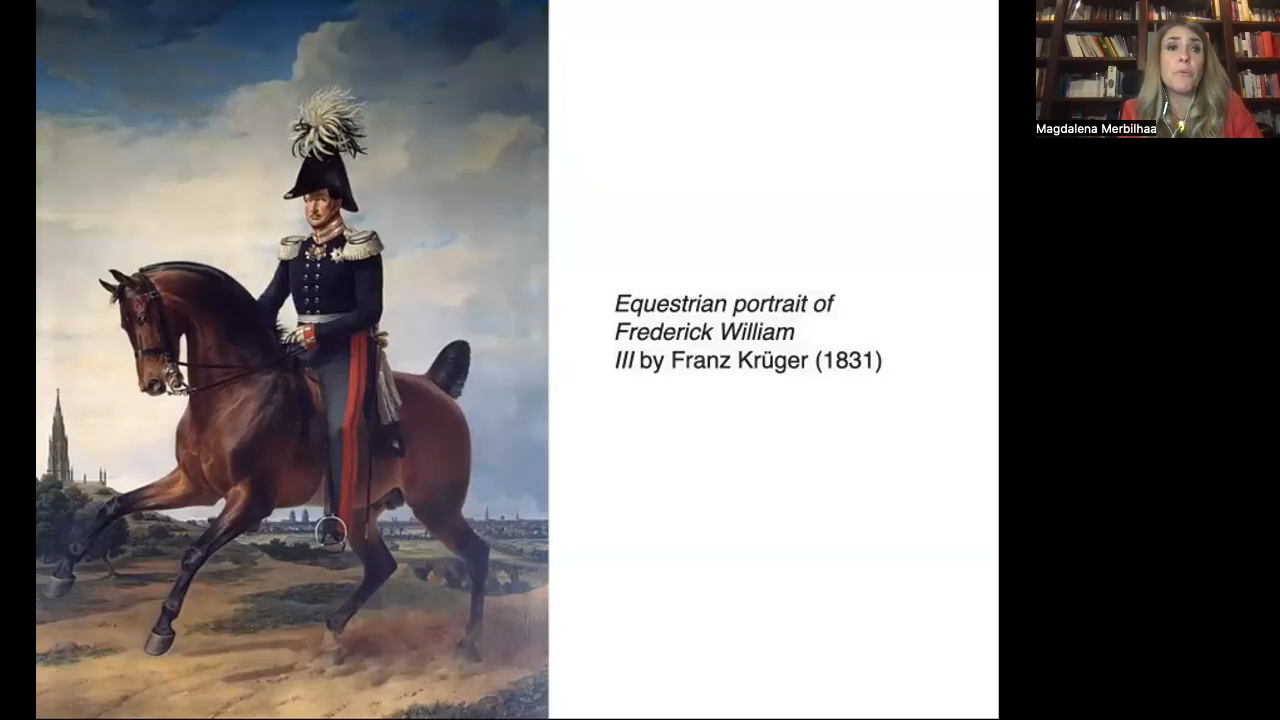 Equestrian portrait of
Frederick William
III by Franz Krüger (1831)
Magdalena Merbilhaa